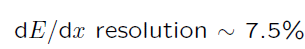 dE/dx resolution ~ 7.5%